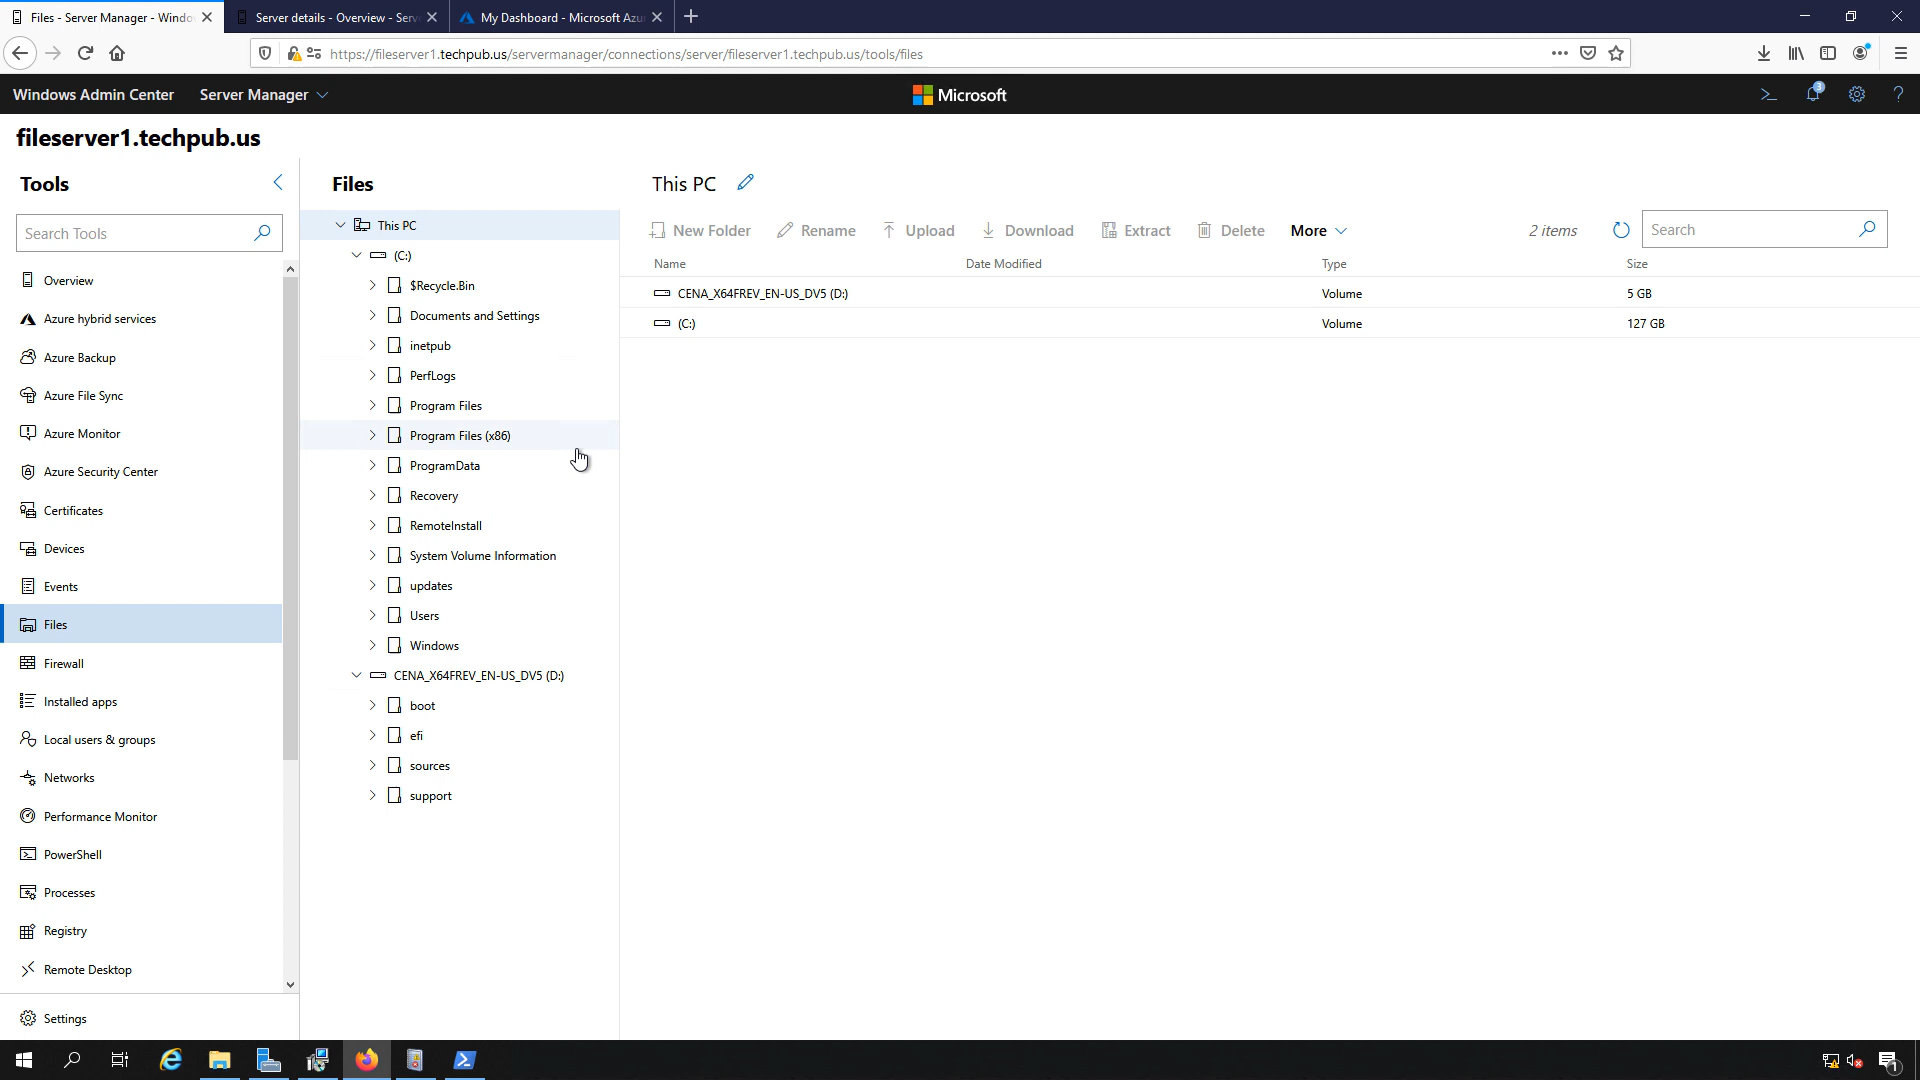 Files - Server Manager - Windo
Server details - Overview - Serv
My Dashboard - Microsoft Azu
https://fileserver1.techpub.us/servermanager/connections/server/fileserver1.techpub.us/tools/files
Windows Admin Center
Server Manager
Microsoft
3
?
fileserver1.techpub.us
Tools
Search Tools
Overview
Azure hybrid services
Azure Backup
Azure File Sync
Azure Monitor
Azure Security Center
Certificates
Devices
Events
Files
Firewall
Installed apps
Local users & groups
Networks
Performance Monitor
PowerShell
Processes
Registry
Remote Desktop
Settings
Files
This PC
(C:)
$Recycle.Bin
Documents and Settings
inetpub
PerfLogs
Program Files
Program Files (x86)
ProgramData
Recovery
RemoteInstall
System Volume Information
updates
Users
Windows
CENA_X64FREV_EN-US_DV5 (D:)
boot
efi
sources
support
This PC
New Folder Rename Upload Download Extract Delete More 2 items Search
Name Date Modified Type Size
CENA_X64FREV_EN-US_DV5 (D:) Volume 5 GB
(C:) Volume 127 GB
1